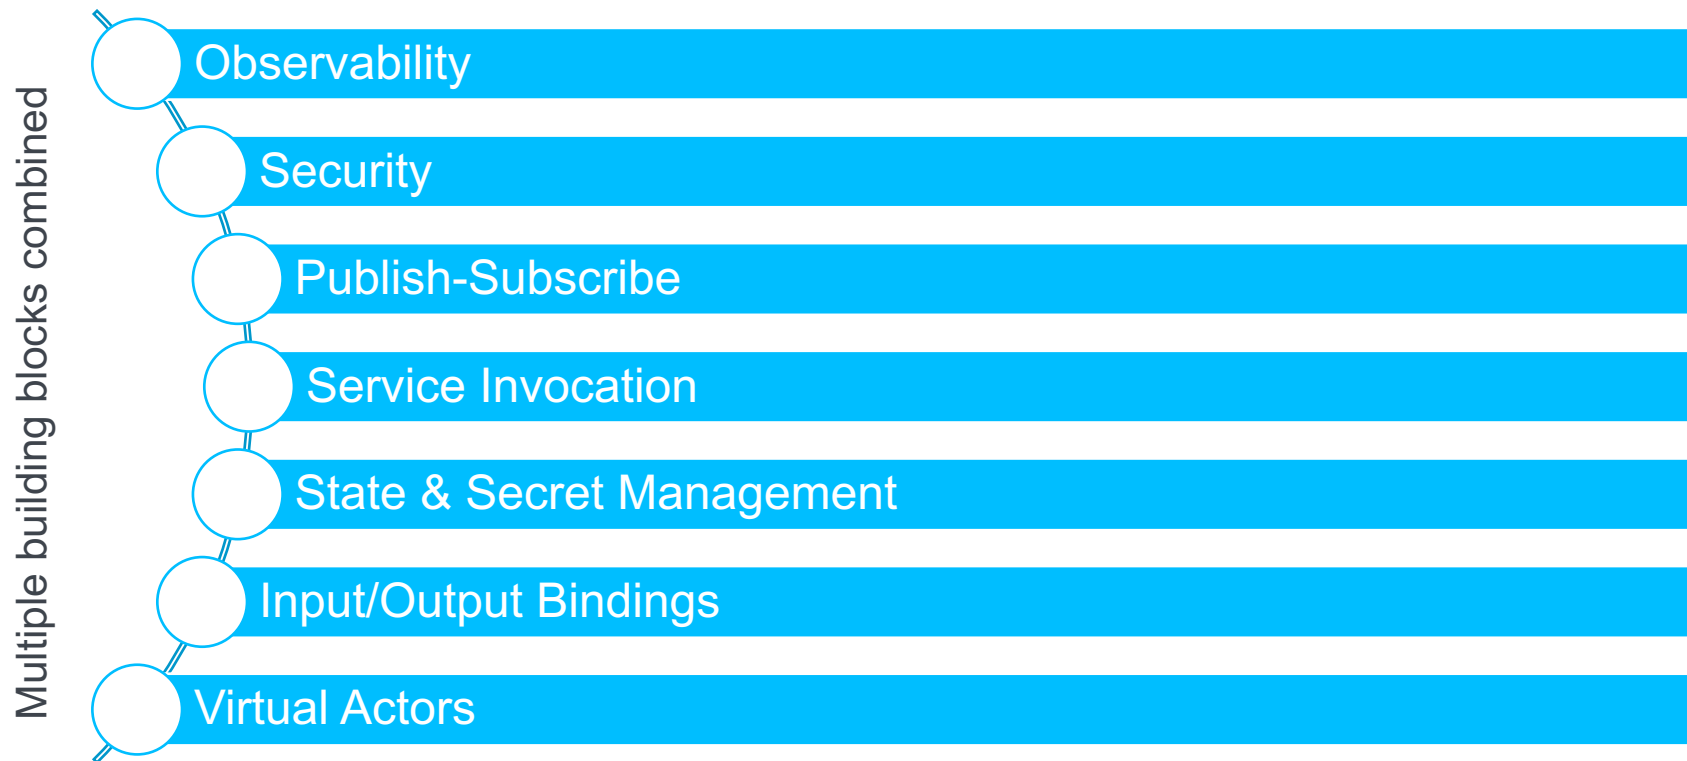 Multiple building blocks combined
Observability
Security
Publish-Subscribe
Service Invocation
State & Secret Management
Input/Output Bindings
Virtual Actors